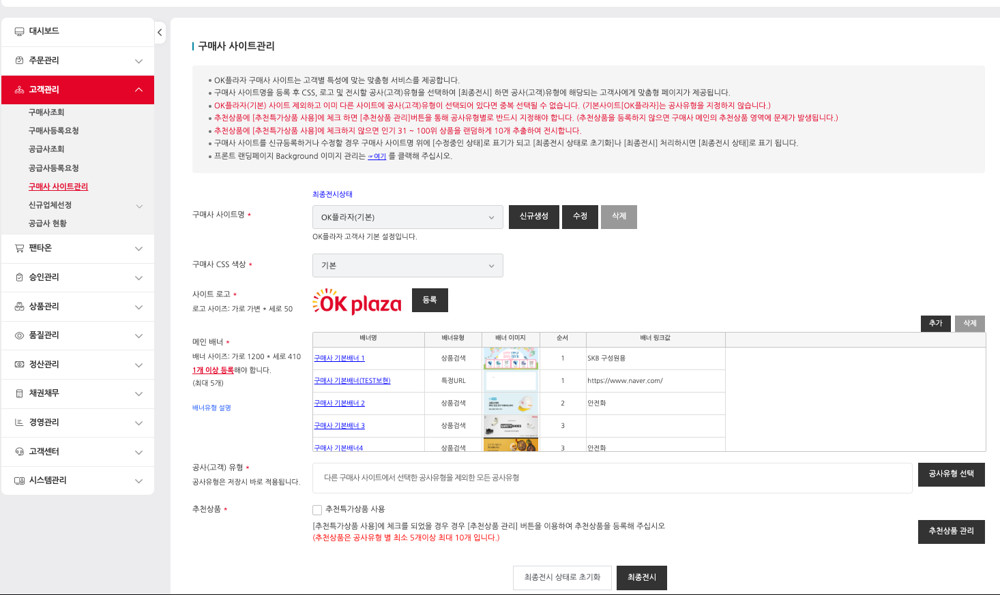 대시보드
주문관리
고객관리
구매사조회
구매사등록요청
공급사조회
공급사등록요청
구매사 사이트관리
신규업체선정
공급사 현황
팬타온
승인관리
상품관리
품질관리
정산관리
채권채무
경영관리
고객센터
시스템관리
구매사 사이트관리
OK플라자 구매사 사이트는 고객별 특성에 맞는 맞춤형 서비스를 제공합니다.
구매사 사이트명을 등록 후 CSS, 로고 및 전시할 공사(고객)유형을 선택하여 [최종전시] 하면 공사(고객)유형에 해당되는 고객사에게 맞춤형 페이지가 제공됩니다.
OK플라자(기본) 사이트 제외하고 이미 다른 사이트에 공사(고객)유형이 선택되어 있다면 중복 선택될 수 없습니다. (기본사이트[OK플라자]는 공사유형을 지정하지 않습니다.)
추천상품에 [추천특가상품 사용]에 체크 하면 [추천상품 관리]버튼을 통해 공사유형별로 반드시 지정해야 합니다. (추천상품을 등록하지 않으면 구매사 메인의 추천상품 영역에 문제가 발생됩니다.)
추천상품에 [추천특가상품 사용]에 체크하지 않으면 인기 31 ~ 100위 상품을 랜덤하게 10개 추출하여 전시합니다.
구매사 사이트를 신규등록하거나 수정할 경우 구매사 사이트명 위에 [수정중인 상태]로 표기가 되고 [최종전시 상태로 초기화]나 [최종전시] 처리하시면 [최종전시 상태]로 표기 됩니다.
프론트 랜딩페이지 Background 이미지 관리는 ☞여기 를 클랙해 주십시오.
최종전시상태
구매사 사이트명 *
OK플라자(기본)
신규생성 수정 삭제
OK플라자 고객사 기본 설정입니다.
구매사 CSS 색상 *
기본
사이트 로고 *
로고 사이즈: 가로 가변 * 세로 50
OK plaza
등록
추가 삭제
메인 배너 *
배너 사이즈: 가로 1200 * 세로 410
1개 이상 등록해야 합니다.
(최대 5개)
배너유형 설명
배너명 배너유형 배너 이미지 순서 배너 링크값
구매사 기본배너 1 상품검색 1 SKB 구성원용
구매사 기본배너(TEST보현) 특정URL 1 https://www.naver.com/
구매사 기본배너 2 상품검색 2 안전화
구매사 기본배너 3 상품검색 3
구매사 기본배너4 상품검색 3 안전화
공사(고객) 유형 *
공사유형은 저장시 바로 적용됩니다.
다른 구매사 사이트에서 선택한 공사유형을 제외한 모든 공사유형
공사유형 선택
추천상품 *
추천특가상품 사용
[추천특가상품 사용]에 체크를 되었을 경우 경우 [추천상품 관리] 버튼을 이용하여 추천상품을 등록해 주십시오
(추천상품은 공사유형 별 최소 5개이상 최대 10개 입니다.)
추천상품 관리
최종전시 상태로 초기화 최종전시